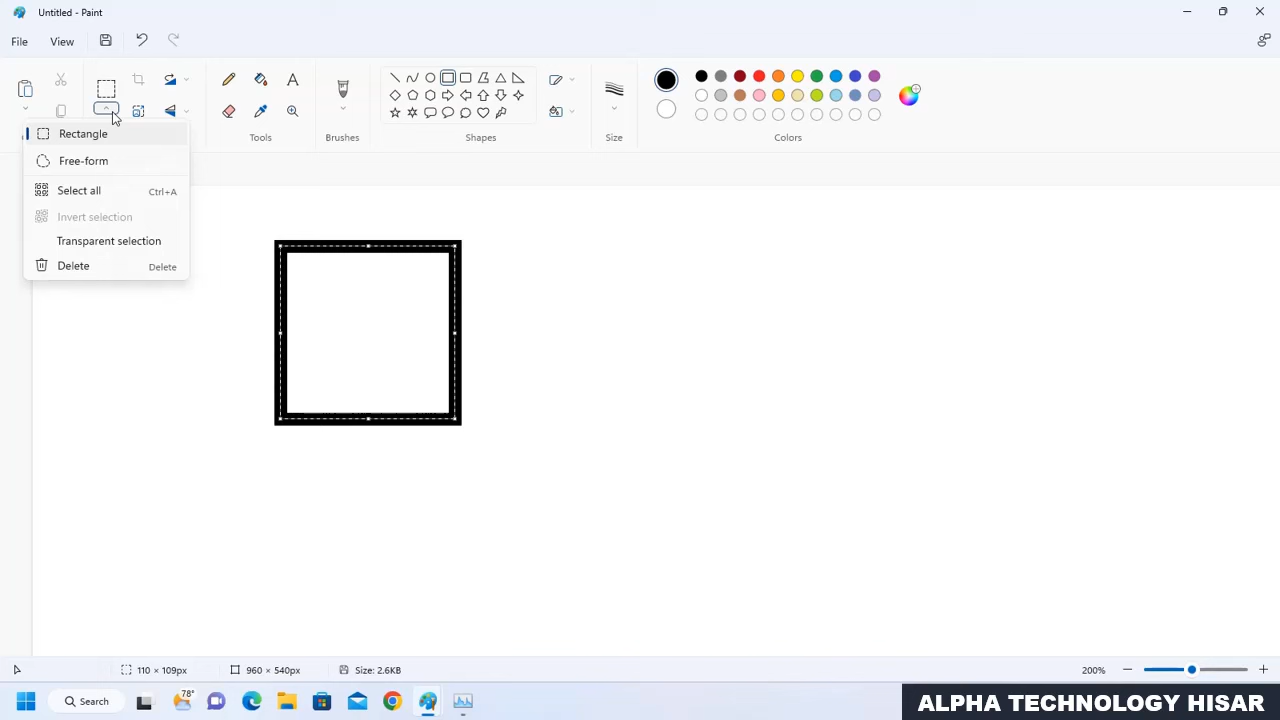 Untitled - Paint
File View
Rectangle
Free-form
Select all Ctrl+A
Invert selection
Transparent selection
Delete Delete
Tools
Brushes
Shapes
Size
Colors
110 × 109px
960 × 540px
Size: 2.6KB
200%
Search
78°
ALPHA TECHNOLOGY HISAR